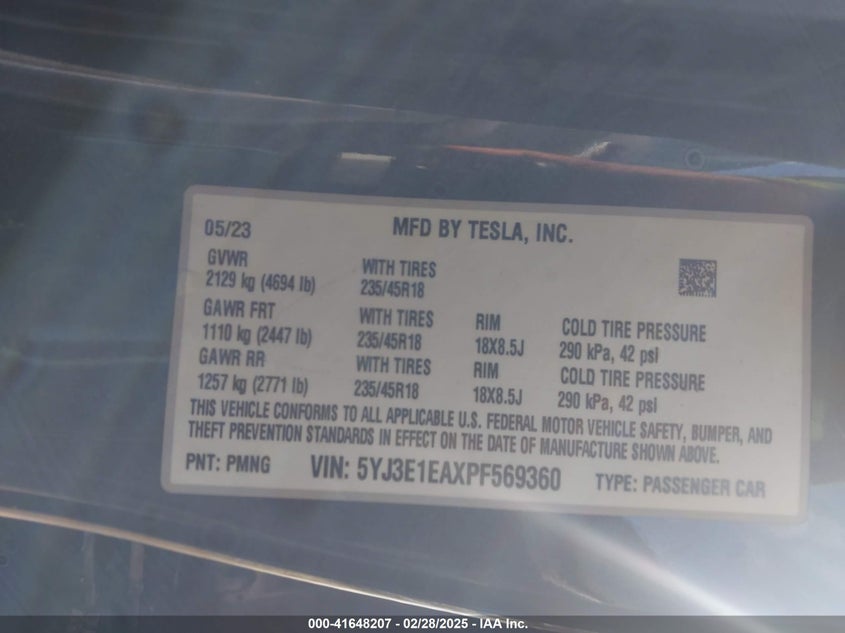 05/23 MFD BY TESLA, INC.
GVWR
2129 kg (4694 lb) WITH TIRES 235/45R18
GAWR FRT WITH TIRES RIM COLD TIRE PRESSURE
1110 kg (2447 lb) 235/45R18 18X8.5J 290 kPa, 42 psi
GAWR RR WITH TIRES RIM COLD TIRE PRESSURE
1257 kg (2771 lb) 235/45R18 18X8.5J 290 kPa, 42 psi
THIS VEHICLE CONFORMS TO ALL APPLICABLE U.S. FEDERAL MOTOR VEHICLE SAFETY, BUMPER, AND
THEFT PREVENTION STANDARDS IN EFFECT ON THE DATE OF MANUFACTURE SHOWN ABOVE.
PNT: PMNG VIN: 5YJ3E1EAXPF569360 TYPE: PASSENGER CAR
000-41648207 - 02/28/2025 - IAA Inc.